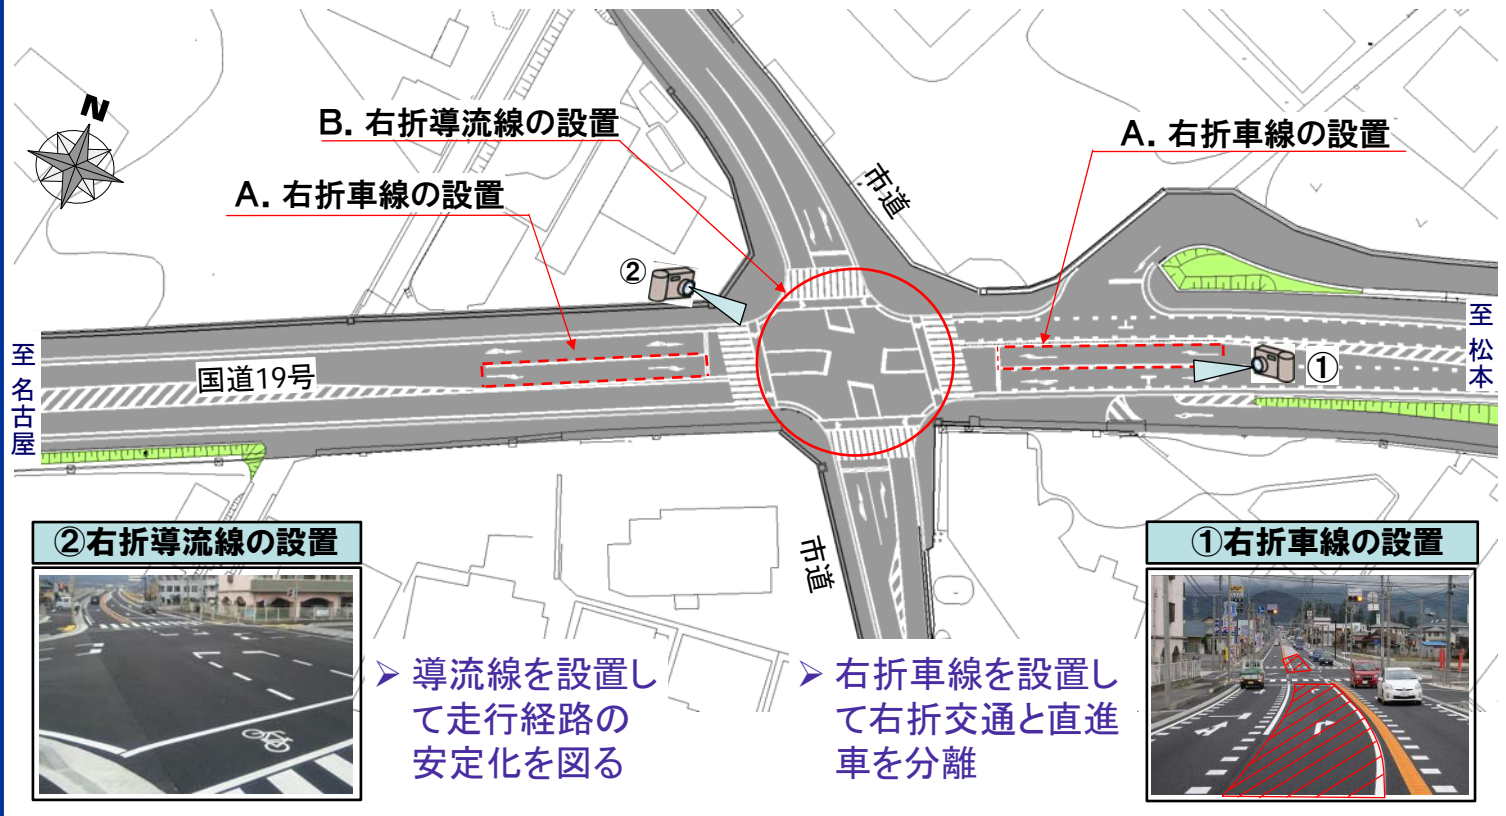 N
B．右折導流線の設置
A．右折車線の設置
A．右折車線の設置
市道
②
至名古屋
国道19号
至松本
①
市道
②右折導流線の設置
①右折車線の設置
➢ 導流線を設置し
て走行経路の
安定化を図る
➢ 右折車線を設置し
て右折交通と直進
車を分離